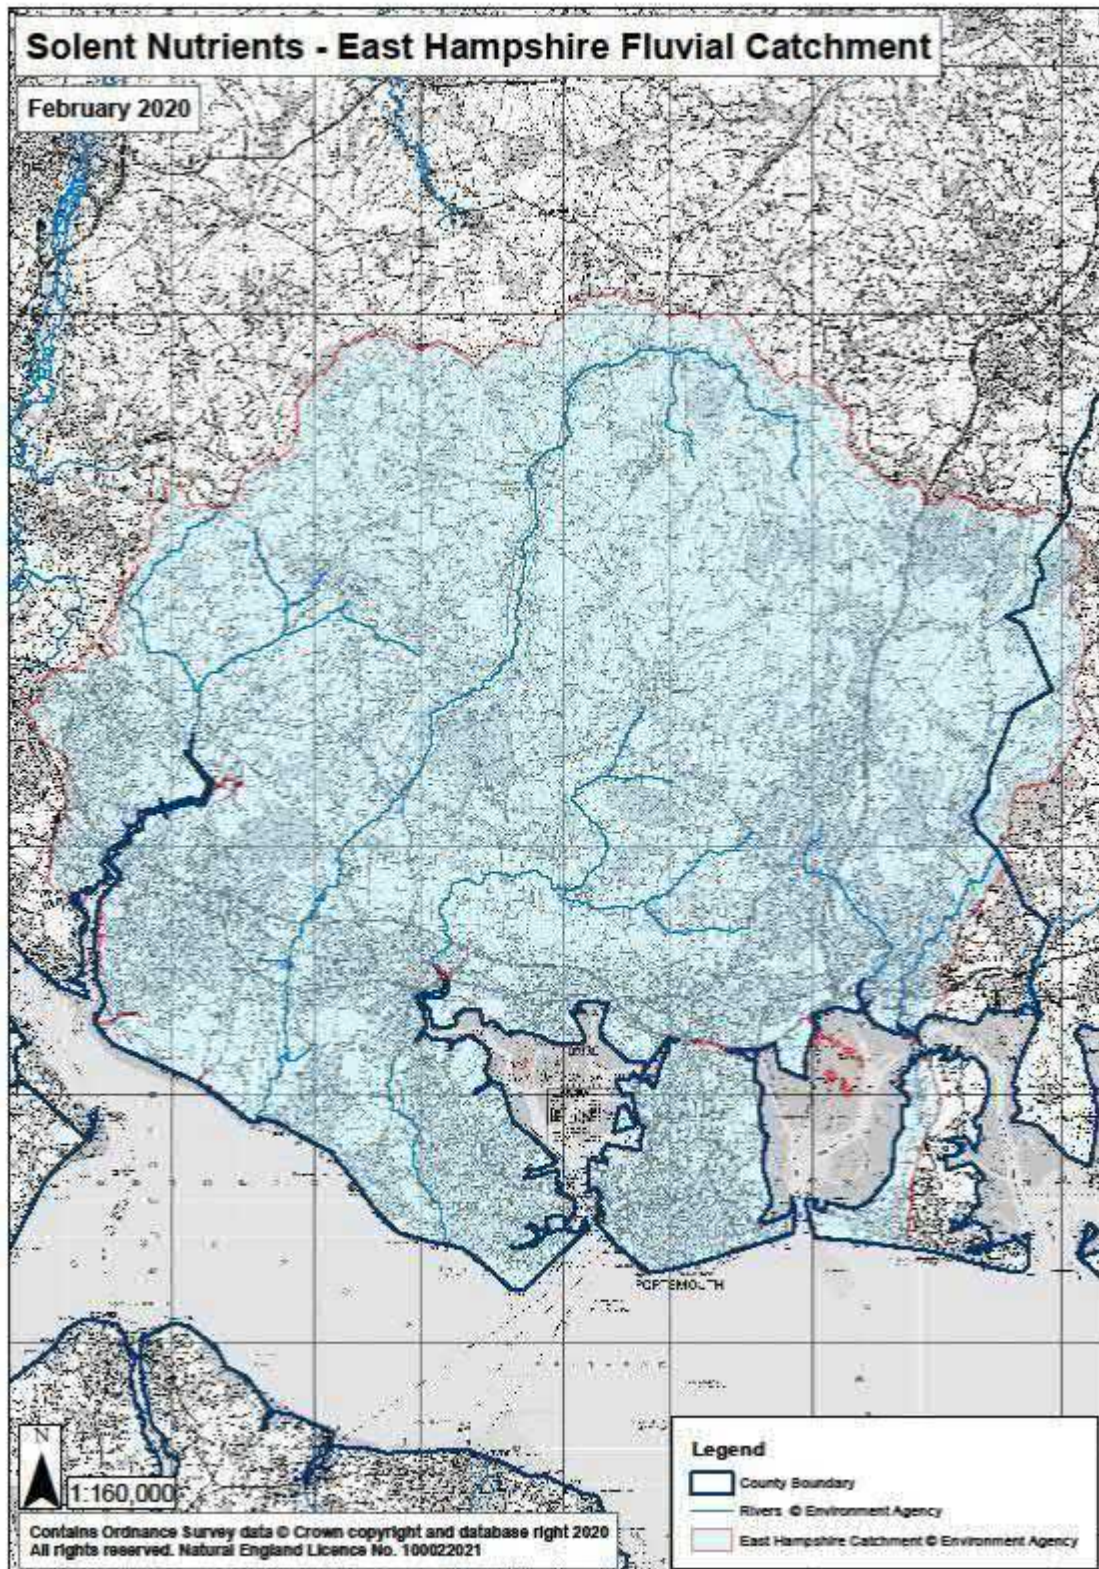 Solent Nutrients - East Hampshire Fluvial Catchment
February 2020
PORTSMOUTH
N
1:160,000
Legend
County Boundary
Rivers © Environment Agency
East Hampshire Catchment © Environment Agency
Contains Ordnance Survey data © Crown copyright and database right 2020
All rights reserved. Natural England Licence No. 100022021